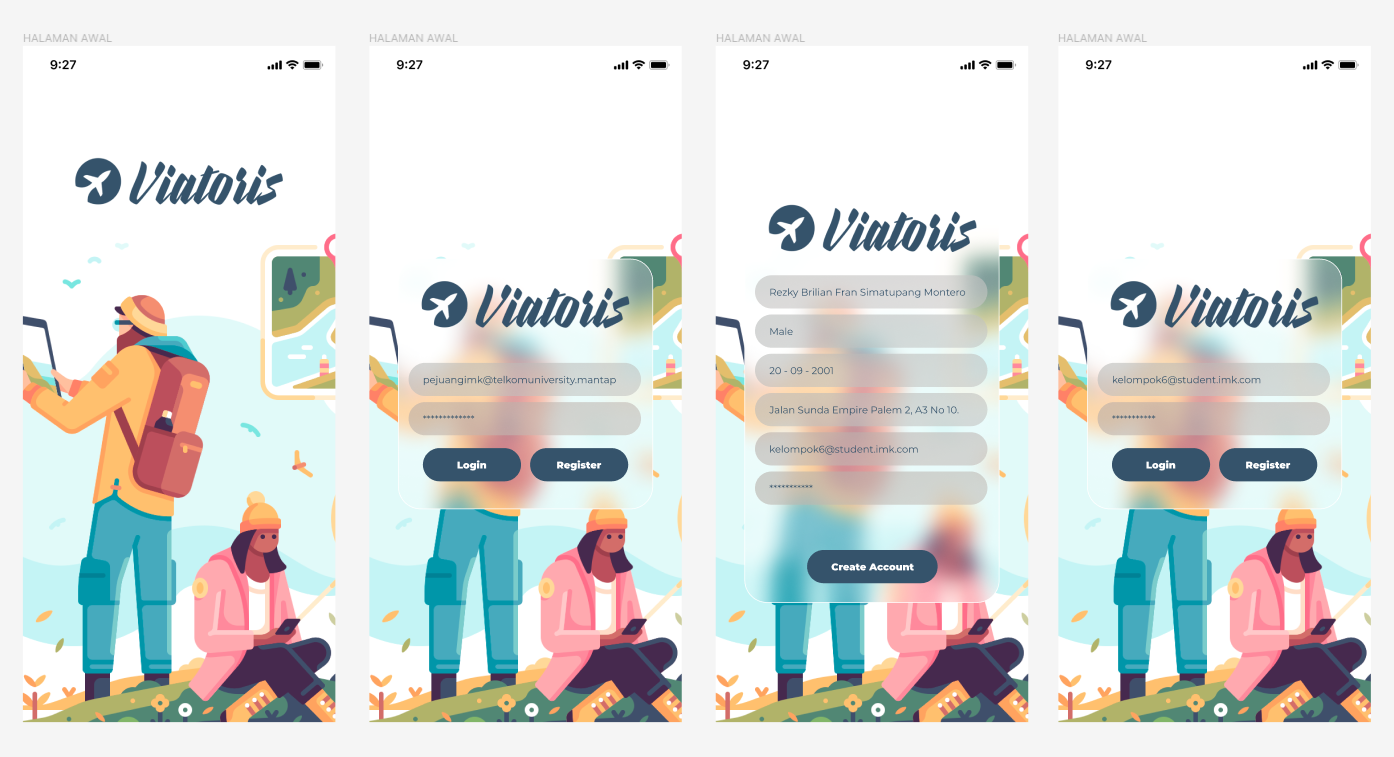 HALAMAN AWAL
9:27
Viatoris
HALAMAN AWAL
9:27
Viatoris
pejuangimk@telkomuniversity.mantap
*************
Login
Register
HALAMAN AWAL
9:27
Viatoris
Rezky Brilian Fran Simatupang Montero
Male
20 - 09 - 2001
Jalan Sunda Empire Palem 2, A3 No 10.
kelompok6@student.imk.com
***********
Create Account
HALAMAN AWAL
9:27
Viatoris
kelompok6@student.imk.com
***********
Login
Register